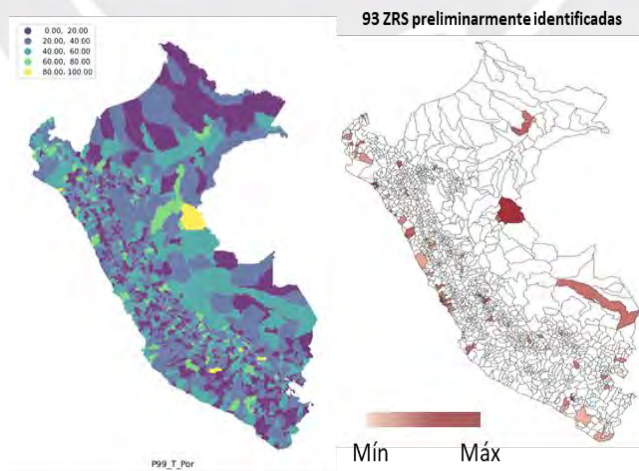 93 ZRS preliminarmente identificadas
0.00, 20.00
20.00, 40.00
40.00, 60.00
60.00, 80.00
80.00, 100.00
P99_T_Por
Mín Máx